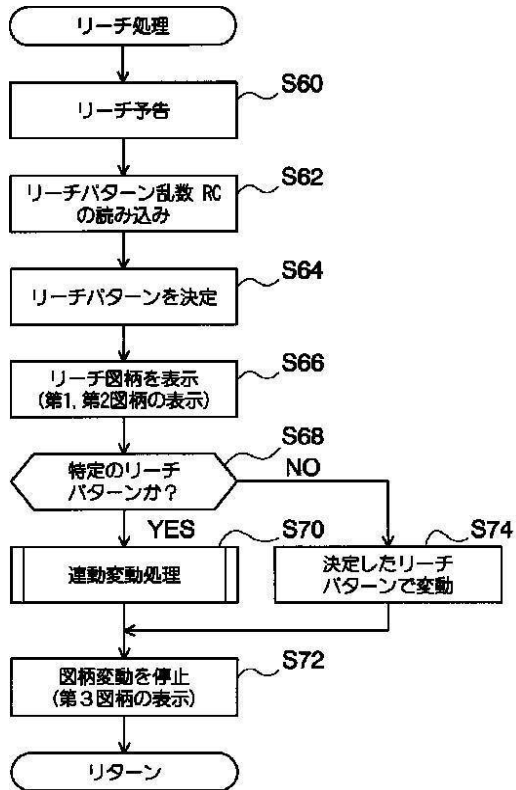 リーチ処理
S60
リーチ予告
S62
リーチパターン乱数 RC
の読み込み
S64
リーチパターンを決定
S66
リーチ図柄を表示
(第1, 第2図柄の表示)
S68
特定のリーチ
パターンか?
NO
YES
S70
連動変動処理
S74
決定したリーチ
パターンで変動
S72
図柄変動を停止
(第3図柄の表示)
リターン